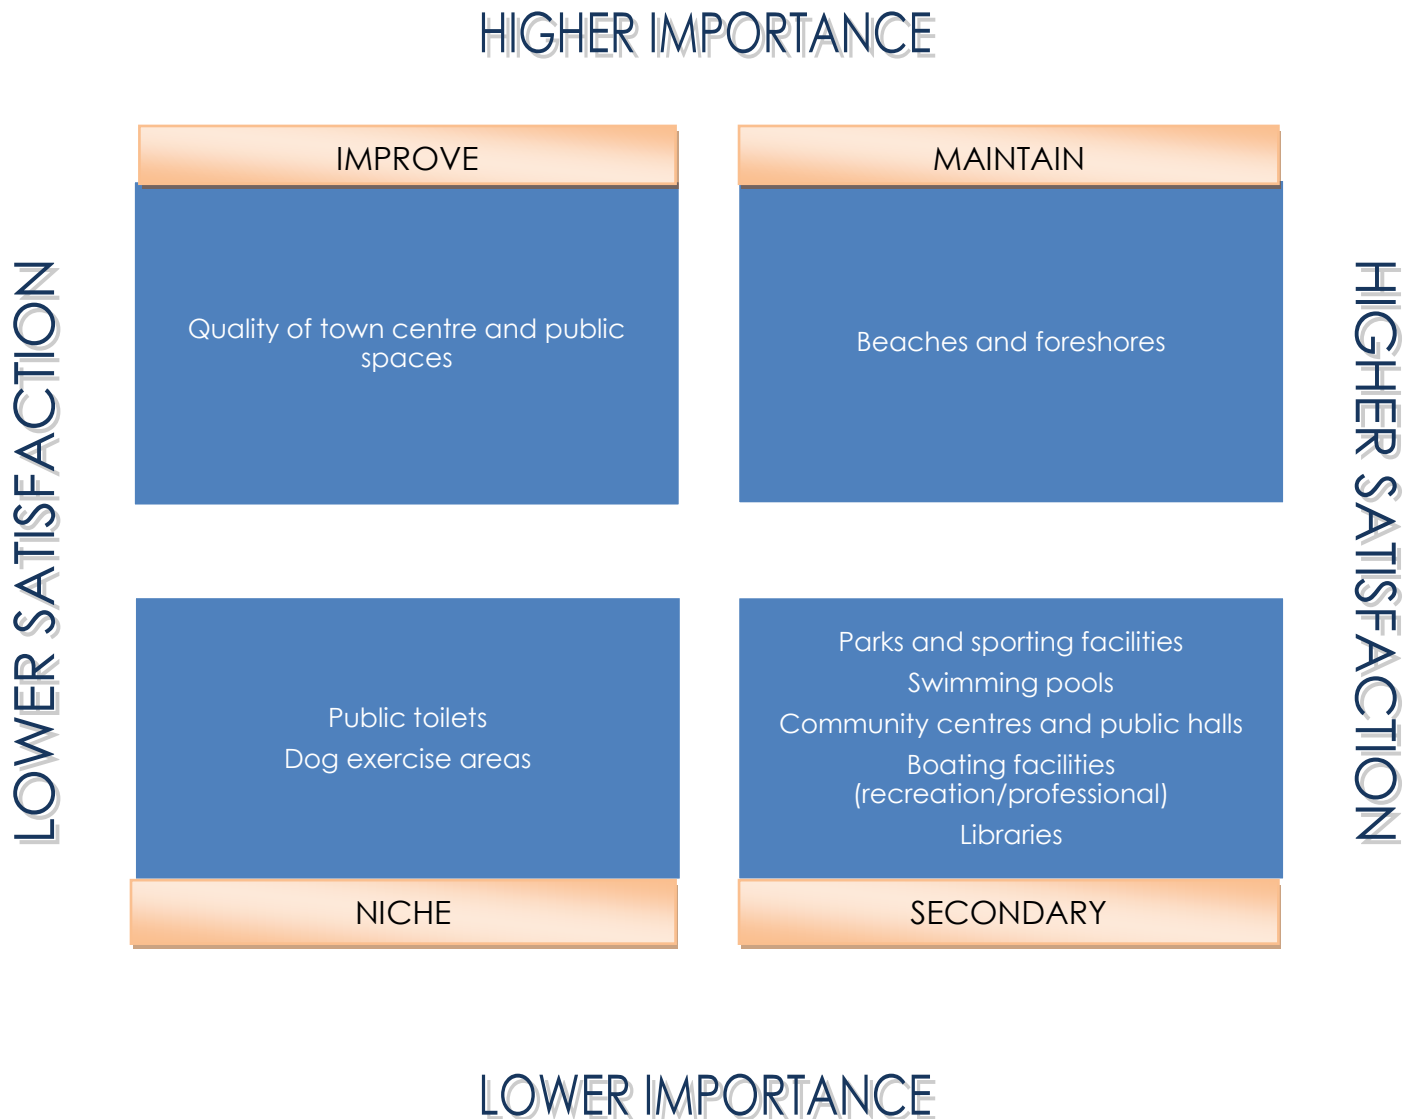 HIGHER IMPORTANCE
IMPROVE
MAINTAIN
LOWER SATISFACTION
Quality of town centre and public
spaces
Beaches and foreshores
HIGHER SATISFACTION
Public toilets
Dog exercise areas
Parks and sporting facilities
Swimming pools
Community centres and public halls
Boating facilities
(recreation/professional)
Libraries
NICHE
SECONDARY
LOWER IMPORTANCE